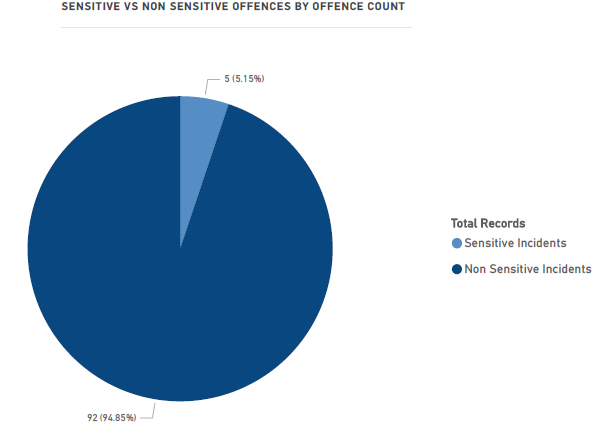 SENSITIVE VS NON SENSITIVE OFFENCES BY OFFENCE COUNT
5 (5.15%)
Total Records
Sensitive Incidents
Non Sensitive Incidents
92 (94.85%)